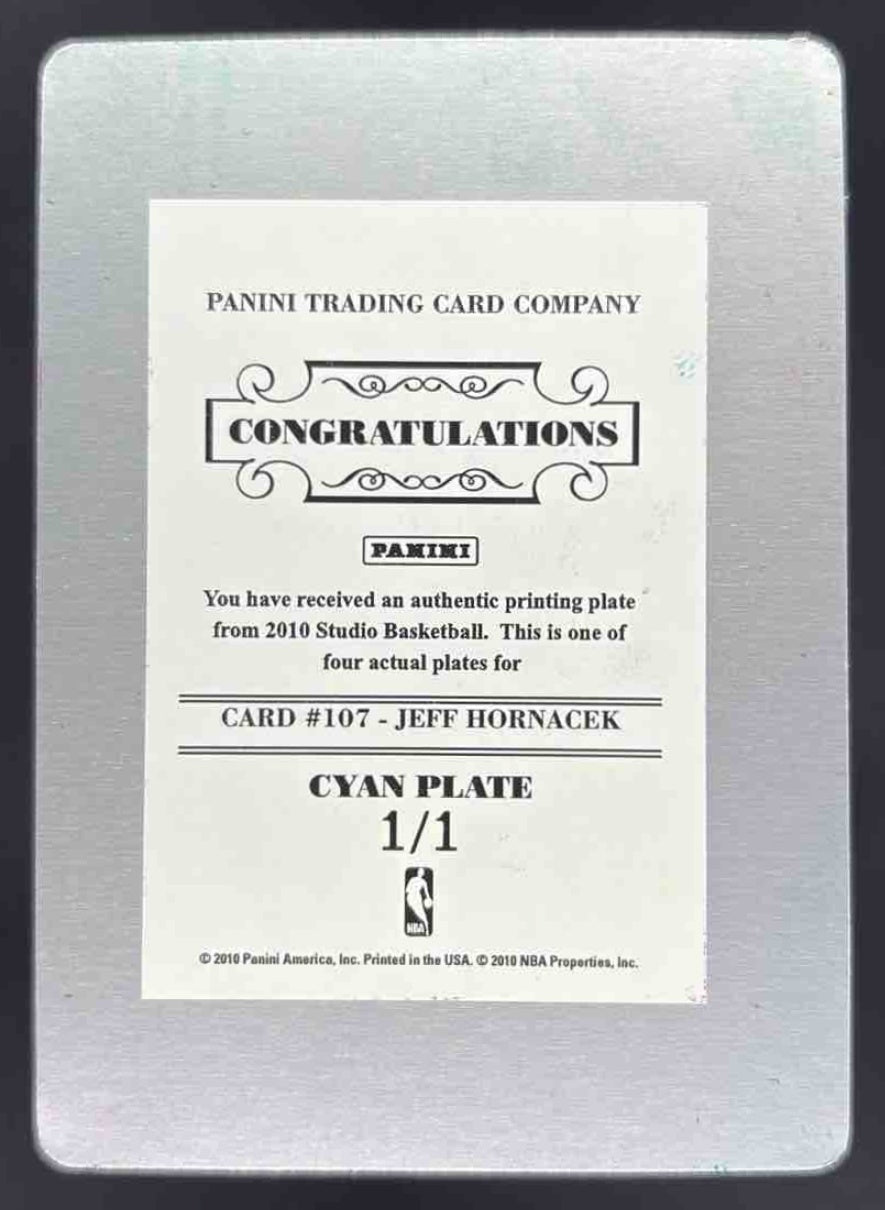 PANINI TRADING CARD COMPANY
CONGRATULATIONS
PANINI
You have received an authentic printing plate
from 2010 Studio Basketball. This is one of
four actual plates for
CARD #107 - JEFF HORNACEK
CYAN PLATE
1/1
NBA
© 2010 Panini America, Inc. Printed in the USA. © 2010 NBA Properties, Inc.